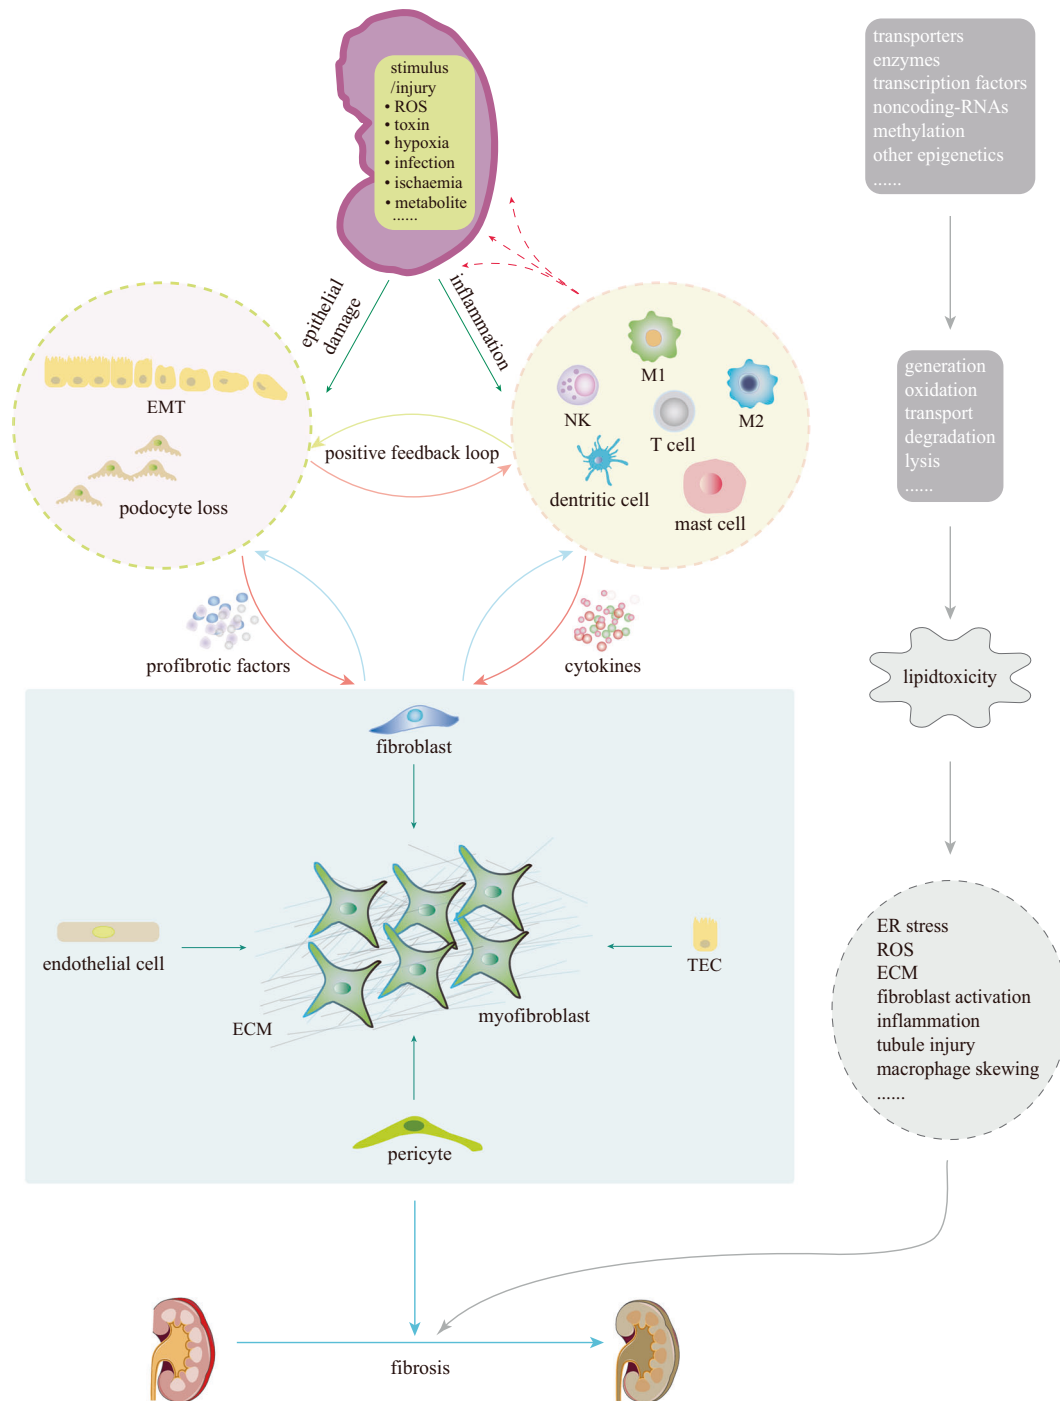 stimulus
/injury
• ROS
• toxin
• hypoxia
• infection
• ischaemia
• metabolite
......
transporters
enzymes
transcription factors
noncoding-RNAs
methylation
other epigenetics
......
epithelial
damage
inflammation
EMT
podocyte loss
positive feedback loop
M1
NK
T cell
M2
dentritic cell
mast cell
generation
oxidation
transport
degradation
lysis
......
profibrotic factors
cytokines
lipidtoxicity
fibroblast
endothelial cell
TEC
ECM
myofibroblast
pericyte
ER stress
ROS
ECM
fibroblast activation
inflammation
tubule injury
macrophage skewing
......
fibrosis